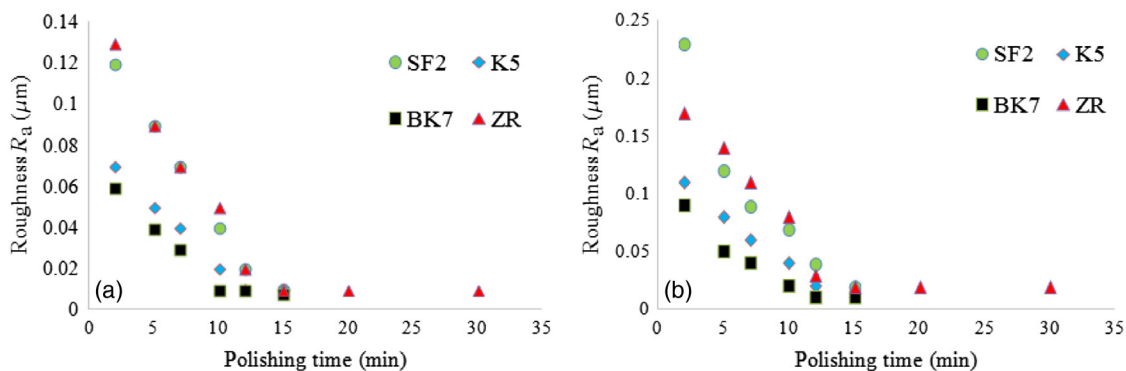 0.14
0.12
0.1
0.08
0.06
0.04
0.02
0
Roughness Ra (μm)
SF2 K5
BK7 ZR
(a)
0 5 10 15 20 25 30 35
Polishing time (min)
0.25
0.2
0.15
0.1
0.05
0
Roughness Ra (μm)
SF2 K5
BK7 ZR
(b)
0 5 10 15 20 25 30 35
Polishing time (min)